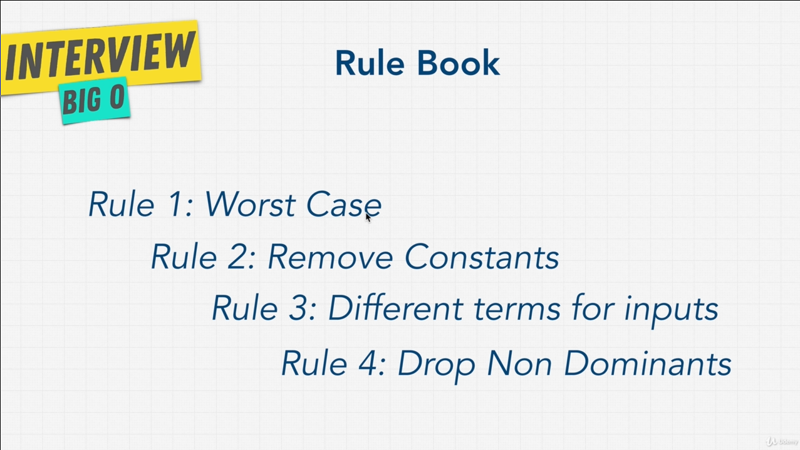 INTERVIEW
BIG O
Rule Book
Rule 1: Worst Case
Rule 2: Remove Constants
Rule 3: Different terms for inputs
Rule 4: Drop Non Dominants